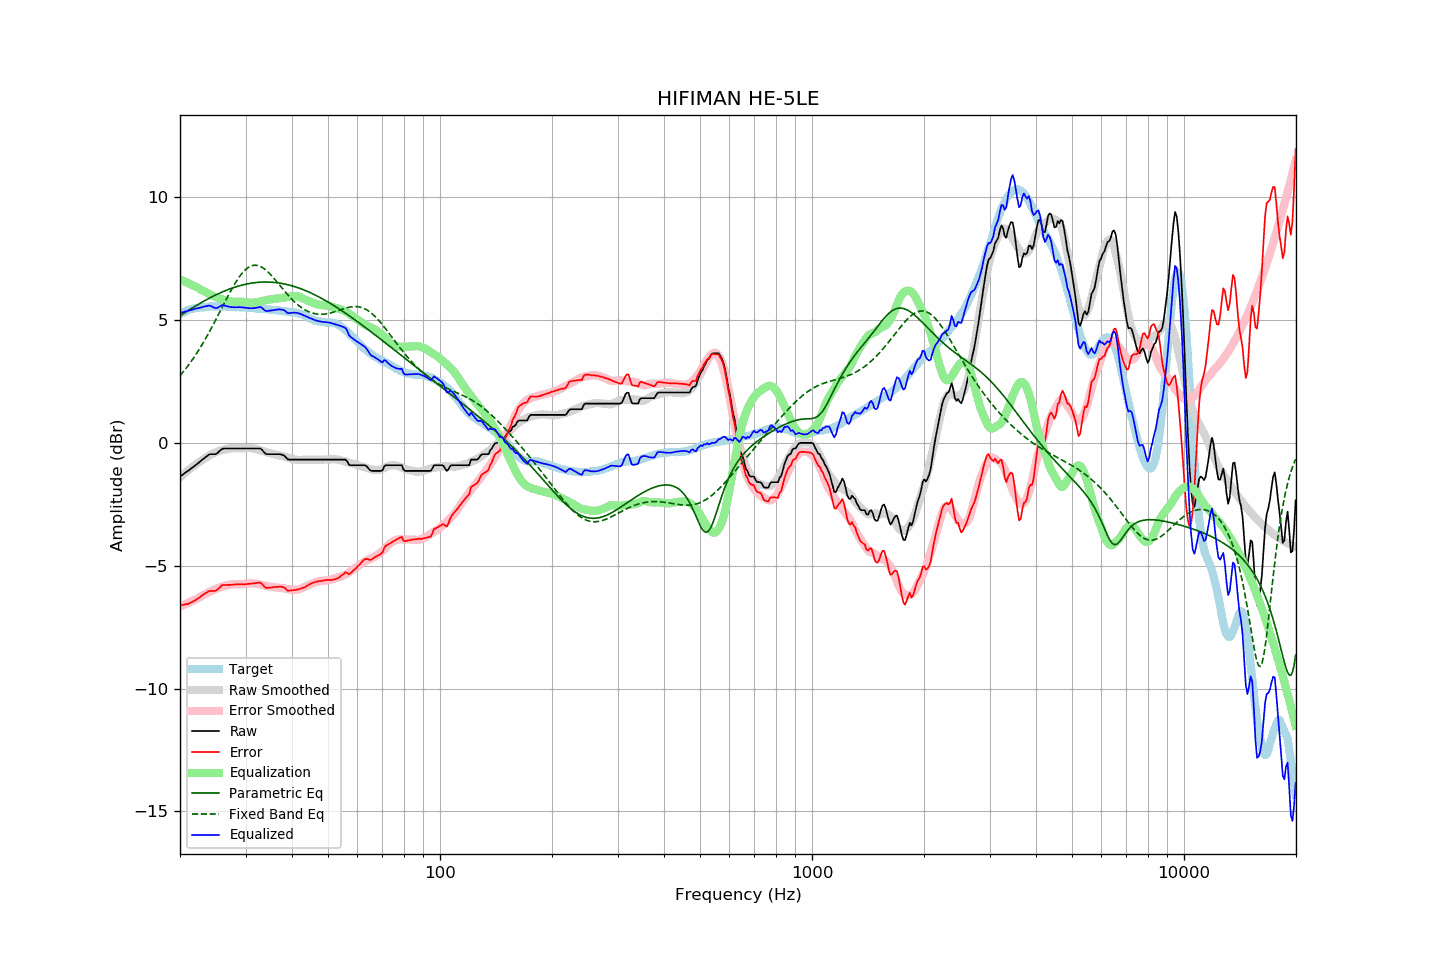 HIFIMAN HE-5LE
Amplitude (dBr)
10
5
0
−5
−10
−15
Target
Raw Smoothed
Error Smoothed
Raw
Error
Equalization
Parametric Eq
Fixed Band Eq
Equalized
100
1000
10000
Frequency (Hz)